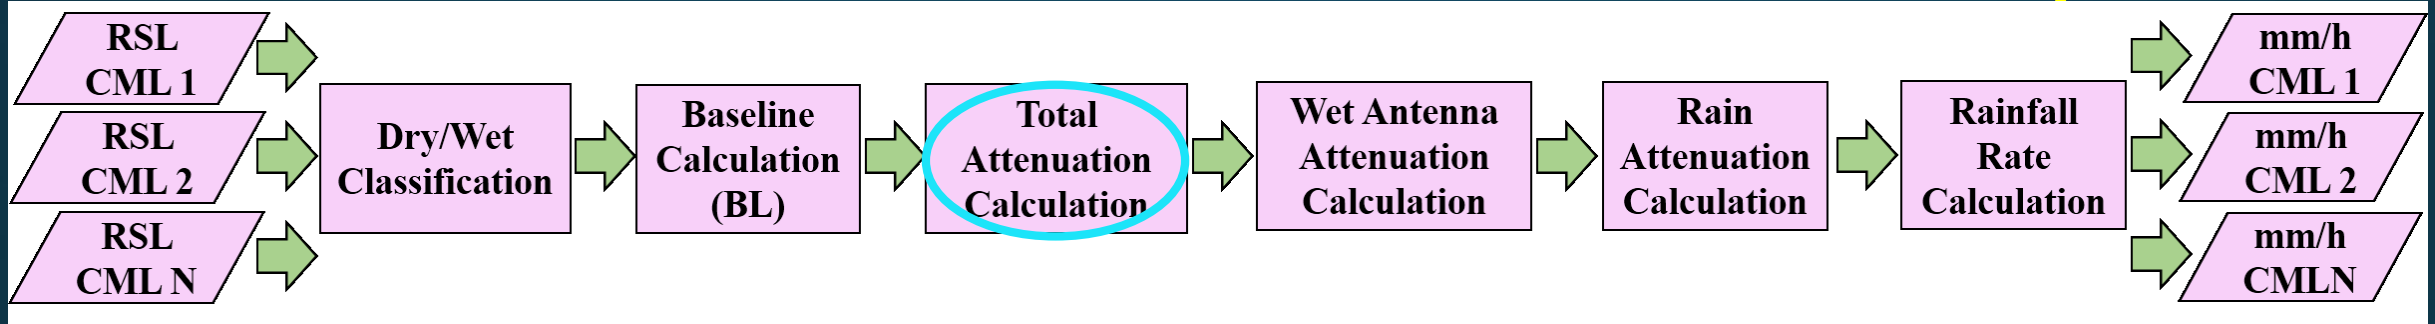 RSL
CML 1
RSL
CML 2
RSL
CML N
Dry/Wet
Classification
Baseline
Calculation
(BL)
Total
Attenuation
Calculation
Wet Antenna
Attenuation
Calculation
Rain
Attenuation
Calculation
Rainfall
Rate
Calculation
mm/h
CML 1
mm/h
CML 2
mm/h
CMLN